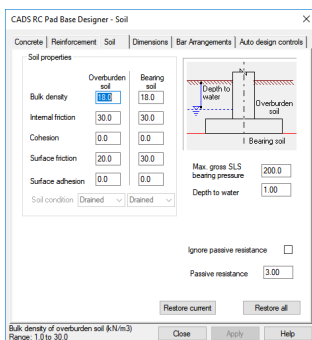 CADS RC Pad Base Designer - Soil
Concrete Reinforcement Soil Dimensions Bar Arrangements Auto design controls
Soil properties
Overburden soil Bearing soil
Bulk density 18.0 18.0
Internal friction 30.0 30.0
Cohesion 0.0 0.0
Surface friction 20.0 30.0
Surface adhesion 0.0 0.0
Soil condition Drained Drained
N
Depth to
water
Overburden
soil
Bearing soil
Max. gross SLS
bearing pressure 200.0
Depth to water 1.00
Ignore passive resistance
Passive resistance 3.00
Restore current Restore all
Bulk density of overburden soil (kN/m3)
Range: 1.0 to 30.0
Close Apply Help